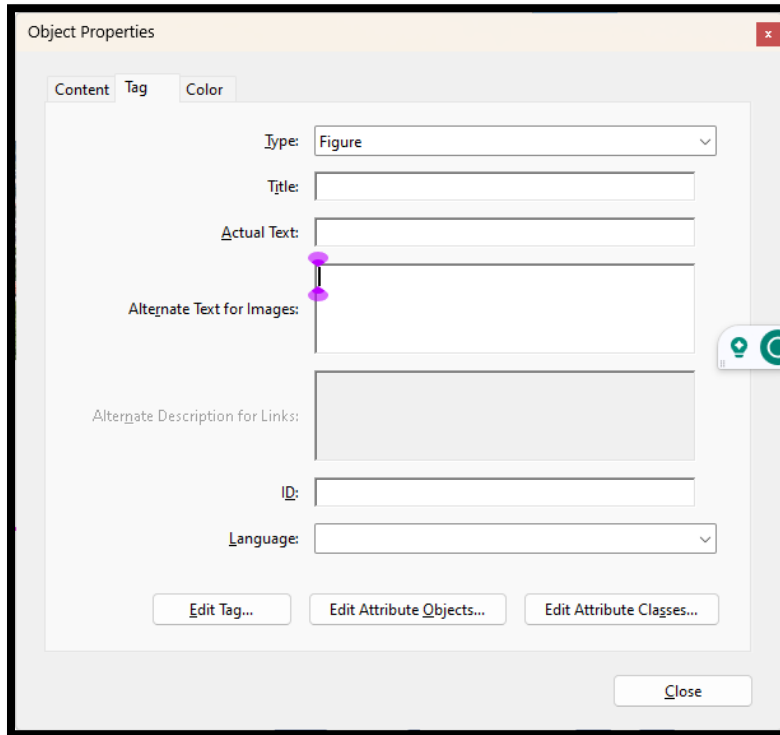 Object Properties
x
Content Tag Color
Type: Figure
Title:
Actual Text:
Alternate Text for Images:
Alternate Description for Links:
ID:
Language:
Edit Tag... Edit Attribute Objects... Edit Attribute Classes...
Close